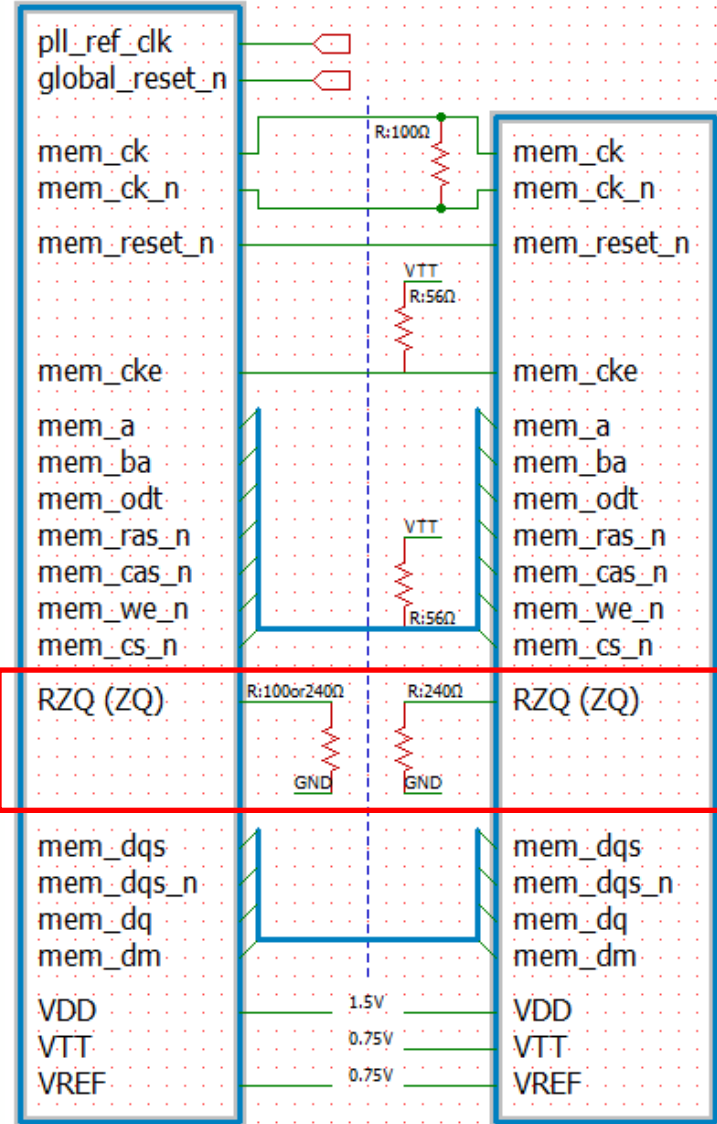 pll_ref_clk
global_reset_n
R:100Ω
mem_ck mem_ck
mem_ck_n mem_ck_n
mem_reset_n mem_reset_n
VTT
R:56Ω
mem_cke mem_cke
mem_a mem_a
mem_ba mem_ba
mem_odt mem_odt
VTT
mem_ras_n mem_ras_n
mem_cas_n mem_cas_n
mem_we_n R:56Ω mem_we_n
mem_cs_n mem_cs_n
RZQ (ZQ) R:100or240Ω R:240Ω RZQ (ZQ)
GND GND
mem_dqs mem_dqs
mem_dqs_n mem_dqs_n
mem_dq mem_dq
mem_dm mem_dm
VDD 1.5V VDD
VTT 0.75V VTT
VREF 0.75V VREF